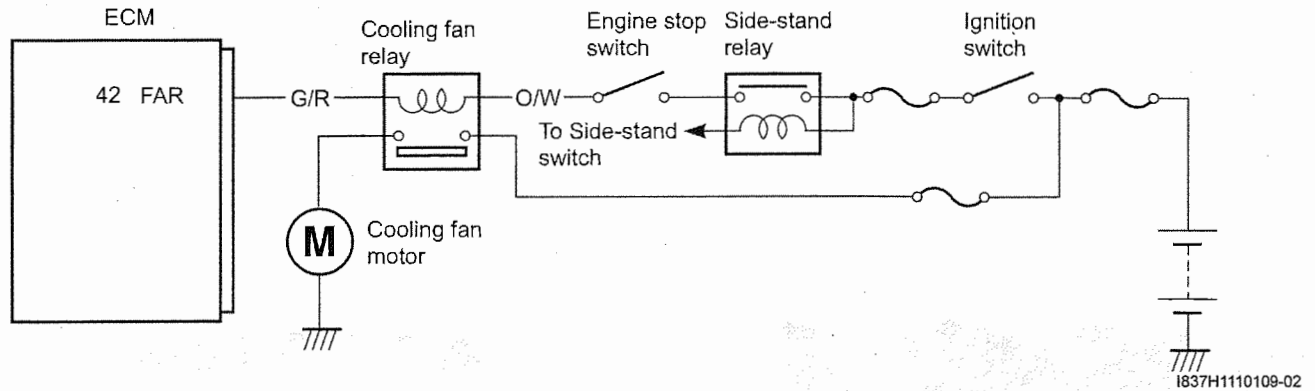 ECM
Cooling fan
relay
Engine stop
switch
Side-stand
relay
Ignition
switch
42 FAR
G/R
O/W
To Side-stand
switch
M
Cooling fan
motor
I837H1110109-02